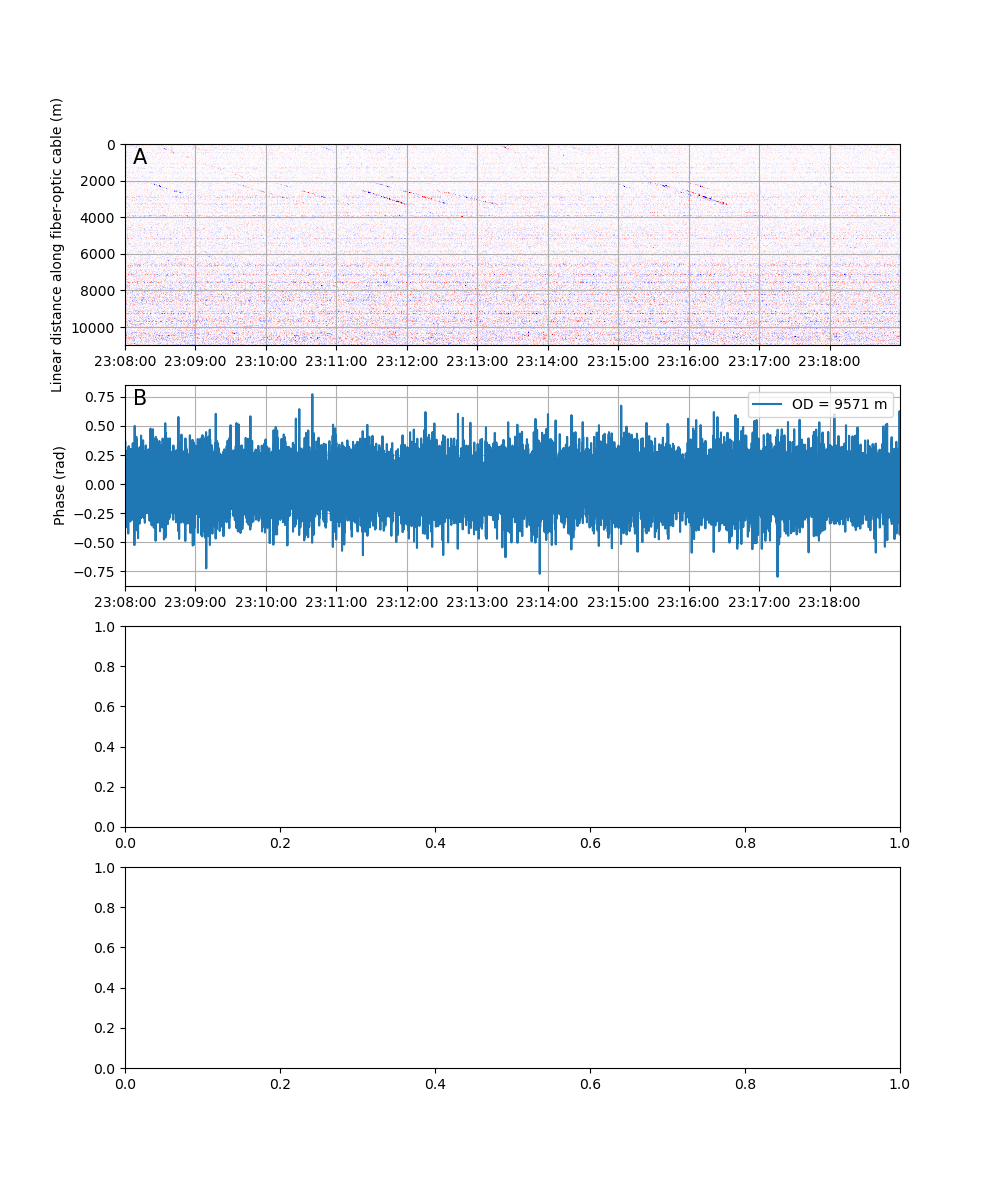 Linear distance along fiber-optic cable (m)
A
0
2000
4000
6000
8000
10000
23:08:00 23:09:00 23:10:00 23:11:00 23:12:00 23:13:00 23:14:00 23:15:00 23:16:00 23:17:00 23:18:00
Phase (rad)
B
OD = 9571 m
0.75
0.50
0.25
0.00
−0.25
−0.50
−0.75
23:08:00 23:09:00 23:10:00 23:11:00 23:12:00 23:13:00 23:14:00 23:15:00 23:16:00 23:17:00 23:18:00
1.0
0.8
0.6
0.4
0.2
0.0
0.0 0.2 0.4 0.6 0.8 1.0
1.0
0.8
0.6
0.4
0.2
0.0
0.0 0.2 0.4 0.6 0.8 1.0